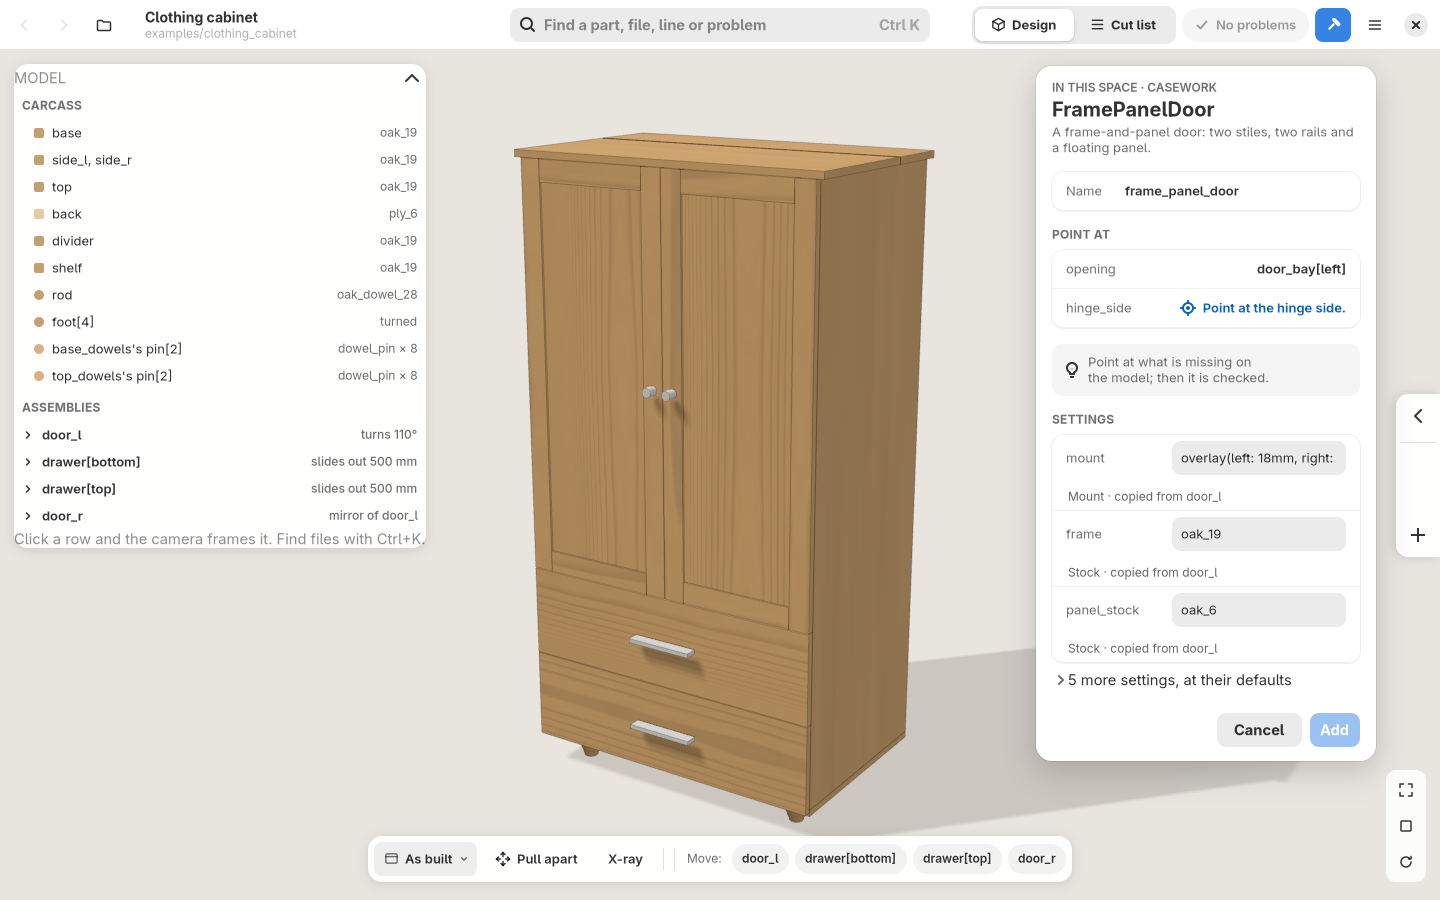 Clothing cabinet
examples/clothing_cabinet
Find a part, file, line or problem
Ctrl K
Design
Cut list
No problems
MODEL
CARCASS
base oak_19
side_l, side_r oak_19
top oak_19
back ply_6
divider oak_19
shelf oak_19
rod oak_dowel_28
foot[4] turned
base_dowels's pin[2] dowel_pin × 8
top_dowels's pin[2] dowel_pin × 8
ASSEMBLIES
door_l turns 110°
drawer[bottom] slides out 500 mm
drawer[top] slides out 500 mm
door_r mirror of door_l
Click a row and the camera frames it. Find files with Ctrl+K.
IN THIS SPACE · CASEWORK
FramePanelDoor
A frame-and-panel door: two stiles, two rails and
a floating panel.
Name frame_panel_door
POINT AT
opening door_bay[left]
hinge_side Point at the hinge side.
Point at what is missing on
the model; then it is checked.
SETTINGS
mount overlay(left: 18mm, right:
Mount · copied from door_l
frame oak_19
Stock · copied from door_l
panel_stock oak_6
Stock · copied from door_l
5 more settings, at their defaults
Cancel
Add
As built
Pull apart
X-ray
Move:
door_l
drawer[bottom]
drawer[top]
door_r